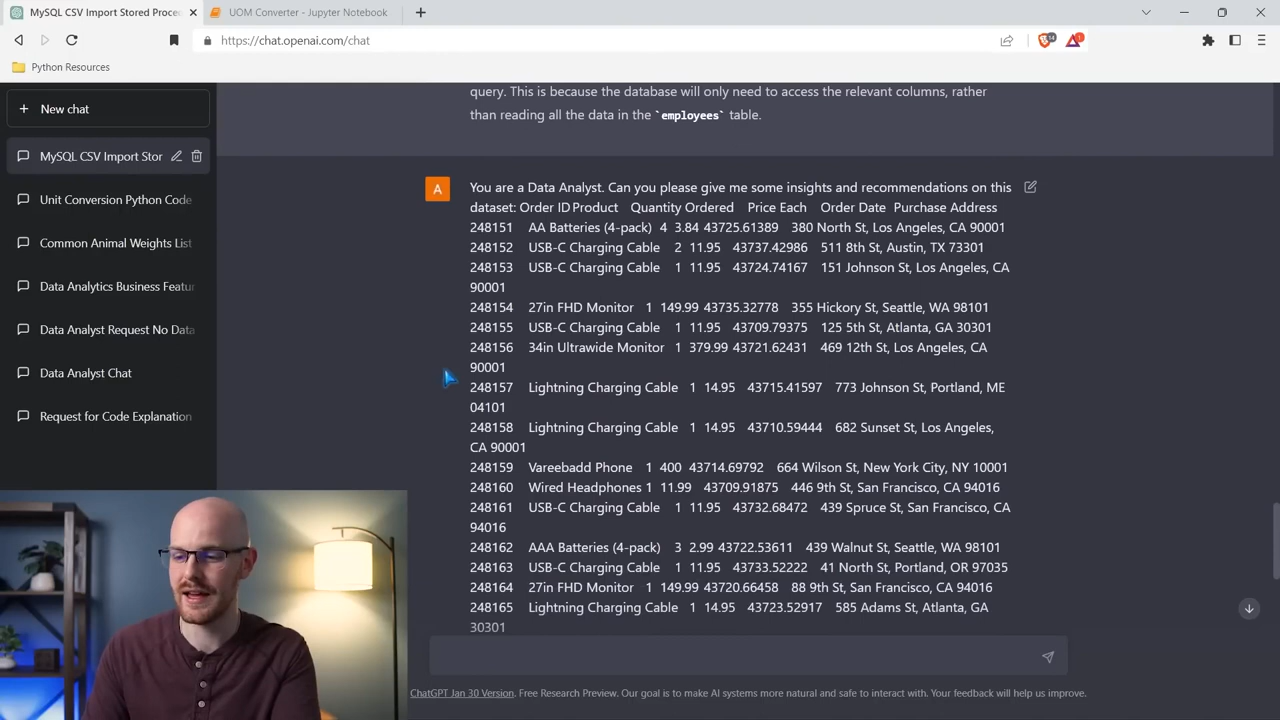 MySQL CSV Import Stored Proced
UOM Converter - Jupyter Notebook
https://chat.openai.com/chat
14
1
Python Resources
New chat
MySQL CSV Import Stor
Unit Conversion Python Code
Common Animal Weights List
Data Analytics Business Featur
Data Analyst Request No Data
Data Analyst Chat
Request for Code Explanation
query. This is because the database will only need to access the relevant columns, rather
than reading all the data in the `employees` table.
A
You are a Data Analyst. Can you please give me some insights and recommendations on this
dataset: Order ID Product Quantity Ordered Price Each Order Date Purchase Address
248151 AA Batteries (4-pack) 4 3.84 43725.61389 380 North St, Los Angeles, CA 90001
248152 USB-C Charging Cable 2 11.95 43737.42986 511 8th St, Austin, TX 73301
248153 USB-C Charging Cable 1 11.95 43724.74167 151 Johnson St, Los Angeles, CA
90001
248154 27in FHD Monitor 1 149.99 43735.32778 355 Hickory St, Seattle, WA 98101
248155 USB-C Charging Cable 1 11.95 43709.79375 125 5th St, Atlanta, GA 30301
248156 34in Ultrawide Monitor 1 379.99 43721.62431 469 12th St, Los Angeles, CA
90001
248157 Lightning Charging Cable 1 14.95 43715.41597 773 Johnson St, Portland, ME
04101
248158 Lightning Charging Cable 1 14.95 43710.59444 682 Sunset St, Los Angeles,
CA 90001
248159 Vareebadd Phone 1 400 43714.69792 664 Wilson St, New York City, NY 10001
248160 Wired Headphones 1 11.99 43709.91875 446 9th St, San Francisco, CA 94016
248161 USB-C Charging Cable 1 11.95 43732.68472 439 Spruce St, San Francisco, CA
94016
248162 AAA Batteries (4-pack) 3 2.99 43722.53611 439 Walnut St, Seattle, WA 98101
248163 USB-C Charging Cable 1 11.95 43733.52222 41 North St, Portland, OR 97035
248164 27in FHD Monitor 1 149.99 43720.66458 88 9th St, San Francisco, CA 94016
248165 Lightning Charging Cable 1 14.95 43723.52917 585 Adams St, Atlanta, GA
30301
ChatGPT Jan 30 Version. Free Research Preview. Our goal is to make AI systems more natural and safe to interact with. Your feedback will help us improve.